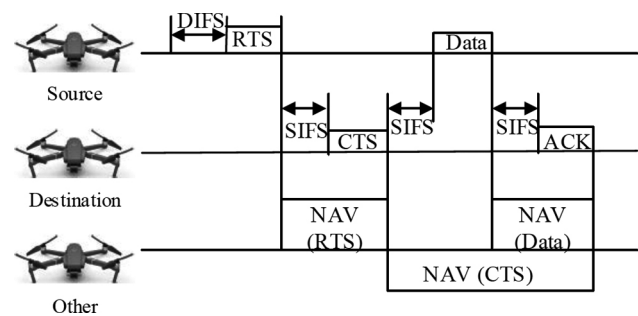 DIFS
RTS
Data
Source
SIFS
CTS
SIFS
SIFS
ACK
Destination
NAV
(RTS)
NAV
(Data)
NAV (CTS)
Other